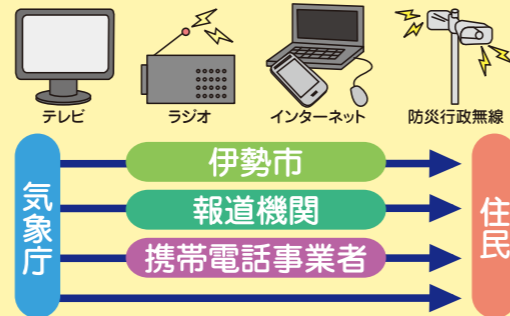 テレビ
ラジオ
インターネット
防災行政無線
気象庁
伊勢市
報道機関
携帯電話事業者
住民